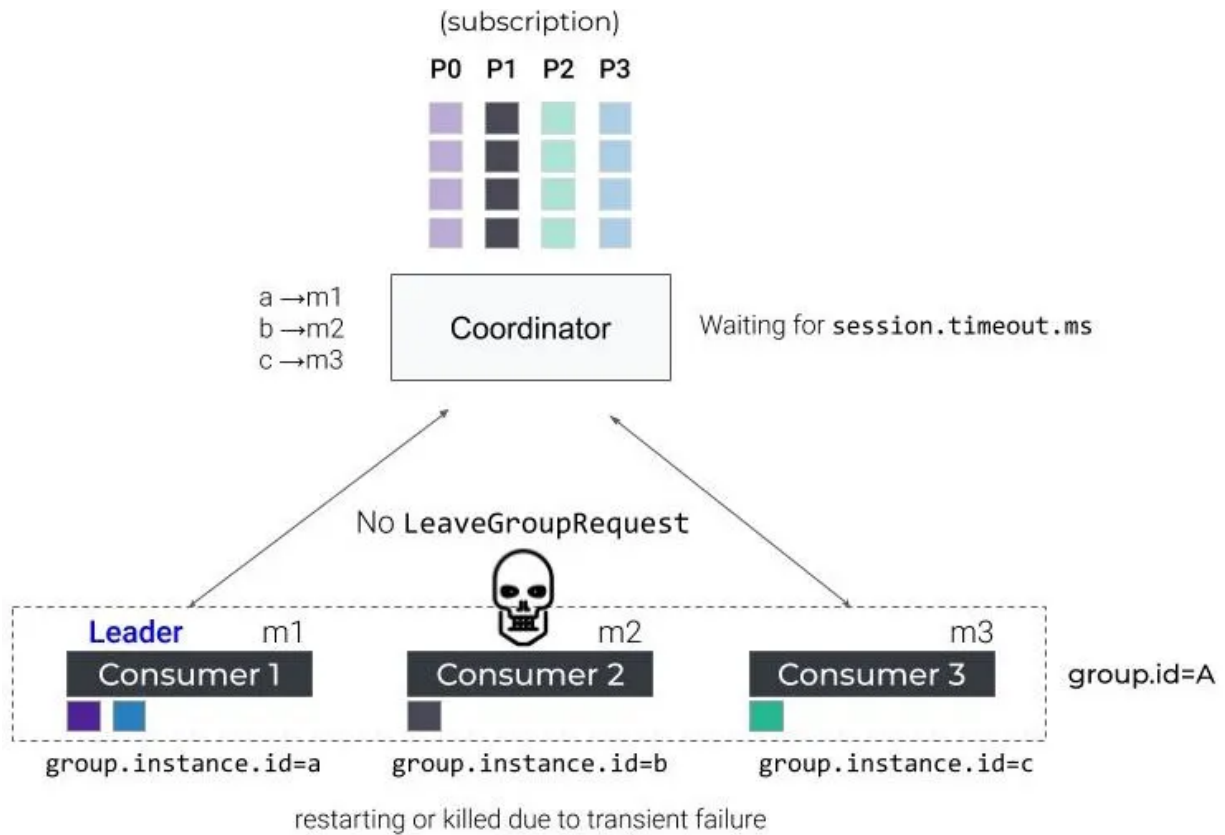 (subscription)
P0 P1 P2 P3
a →m1
b →m2
c →m3
Coordinator
Waiting for session.timeout.ms
No LeaveGroupRequest
Leader m1 m2 m3
Consumer 1 Consumer 2 Consumer 3
group.id=A
group.instance.id=a group.instance.id=b group.instance.id=c
restarting or killed due to transient failure